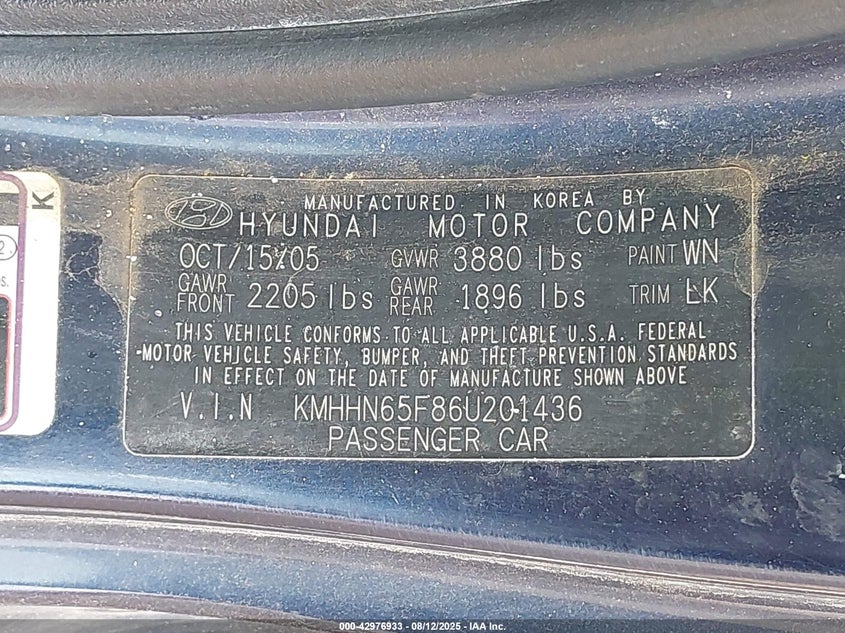 K
2
S.
MANUFACTURED IN KOREA BY
HYUNDAI MOTOR COMPANY
OCT/15/05 GVWR 3880 lbs PAINT WN
GAWR FRONT 2205 lbs GAWR REAR 1896 lbs TRIM LK
THIS VEHICLE CONFORMS TO ALL APPLICABLE U.S.A. FEDERAL
MOTOR VEHICLE SAFETY, BUMPER, AND THEFT PREVENTION STANDARDS
IN EFFECT ON THE DATE OF MANUFACTURE SHOWN ABOVE
V.I.N KMHHN65F86U201436
PASSENGER CAR
000-42976933 - 08/12/2025 - IAA Inc.